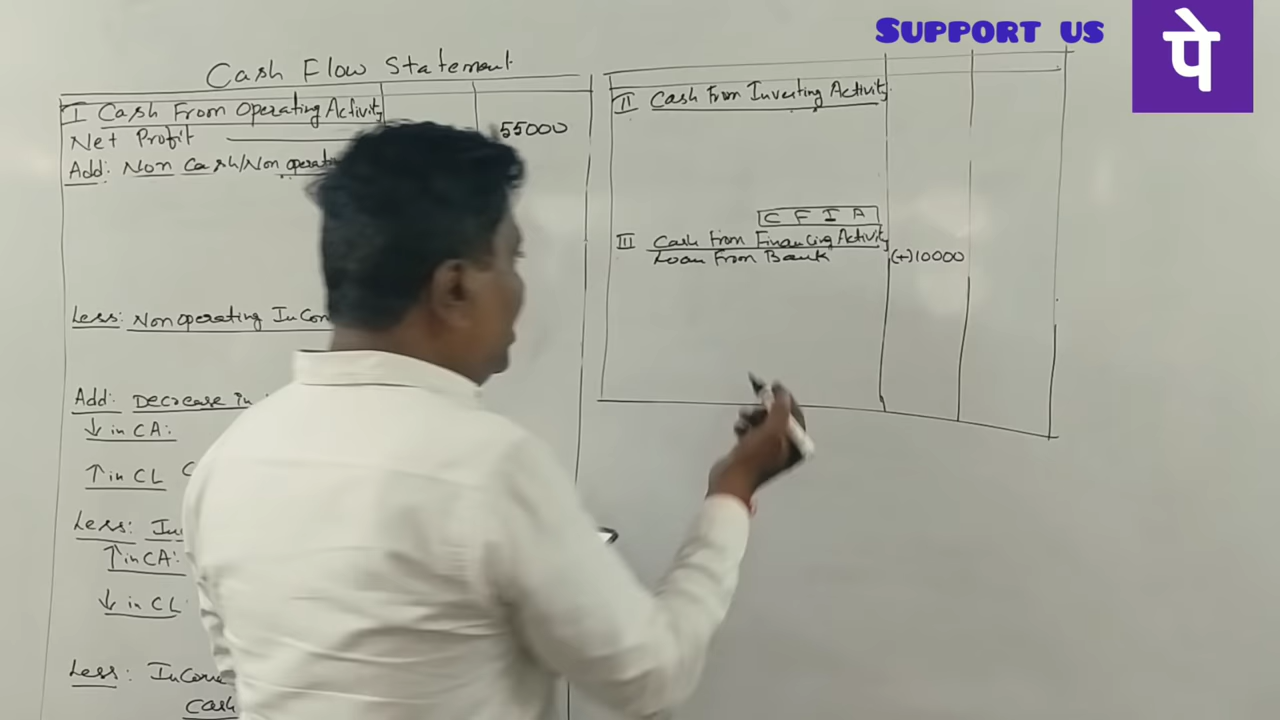 SUPPORT US
पे
Cash Flow Statement
I Cash From Operating Activity
Net Profit 55000
Add: Non Cash/Non operating
Less: Non operating Incom
Add: Decrease in
↓ in CA:
↑ in CL C
Less: In
↑ in CA:
↓ in CL
Less: Income
Cash
II Cash From Investing Activity
C F I A
III Cash From Financing Activity
Loan From Bank (+)10000